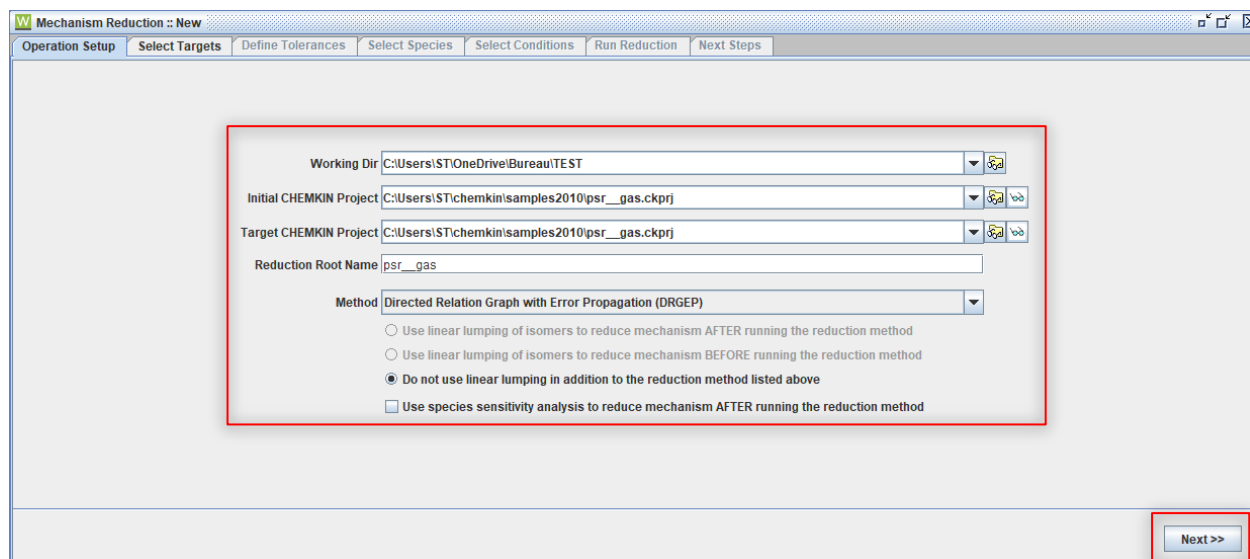 W Mechanism Reduction :: New
Operation Setup Select Targets Define Tolerances Select Species Select Conditions Run Reduction Next Steps
Working Dir C:\Users\ST\OneDrive\Bureau\TEST
Initial CHEMKIN Project C:\Users\ST\chemkin\samples2010\psr__gas.ckprj
Target CHEMKIN Project C:\Users\ST\chemkin\samples2010\psr__gas.ckprj
Reduction Root Name psr__gas
Method Directed Relation Graph with Error Propagation (DRGEP)
Use linear lumping of isomers to reduce mechanism AFTER running the reduction method
Use linear lumping of isomers to reduce mechanism BEFORE running the reduction method
Do not use linear lumping in addition to the reduction method listed above
Use species sensitivity analysis to reduce mechanism AFTER running the reduction method
Next >>